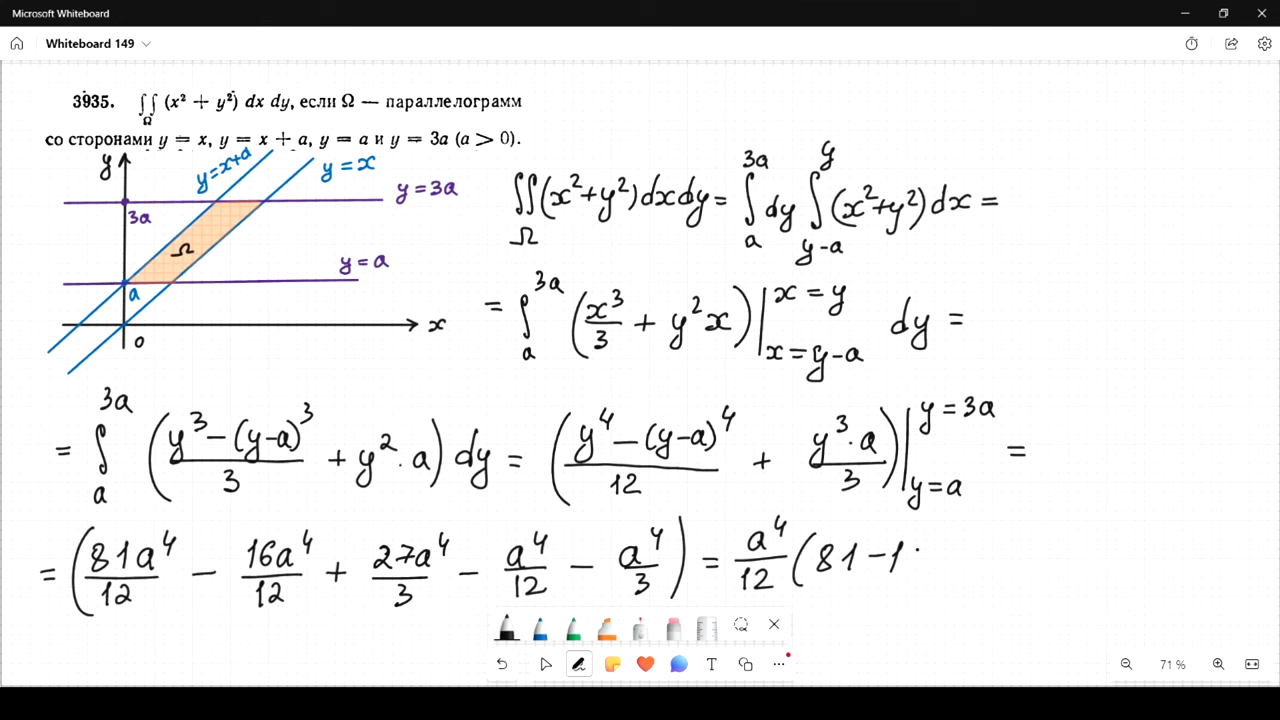 Microsoft Whiteboard
Whiteboard 149
3935. ∫∫_Ω (x² + y²) dx dy, если Ω — параллелограмм
со сторонами y = x, y = x + a, y = a и y = 3a (a > 0).
y
y=x+a
y=x
y=3a
3a
Ω
y=a
a
x
0
∫∫_Ω (x²+y²)dxdy = ∫_a^{3a} dy ∫_{y-a}^{y} (x²+y²)dx =
= ∫_a^{3a} (x³/3 + y²x)|_{x=y-a}^{x=y} dy =
= ∫_a^{3a} ((y³-(y-a)³)/3 + y²·a) dy = ((y⁴-(y-a)⁴)/12 + y³·a/3)|_{y=a}^{y=3a} =
= (81a⁴/12 - 16a⁴/12 + 27a⁴/3 - a⁴/12 - a⁴/3) = a⁴/12 (81-1
71 %